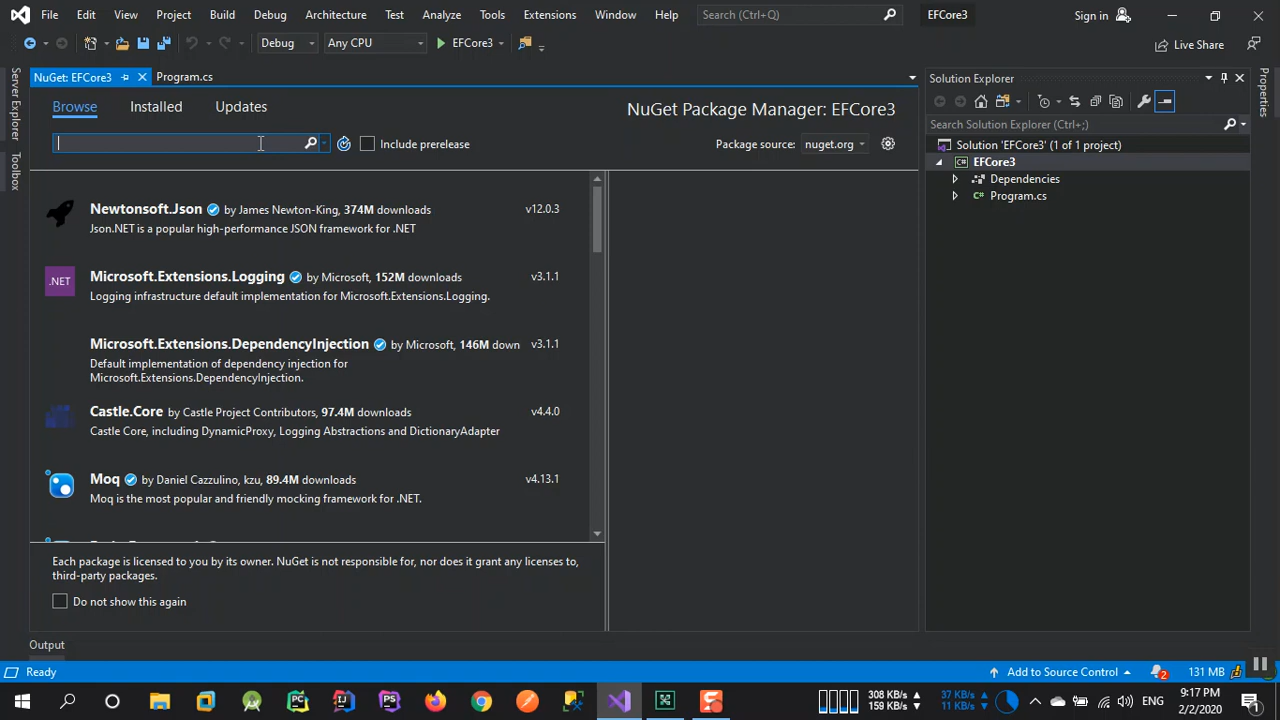 File Edit View Project Build Debug Architecture Test Analyze Tools Extensions Window Help Search (Ctrl+Q) EFCore3 Sign in
Debug Any CPU EFCore3 Live Share
NuGet: EFCore3 Program.cs
Server Explorer
Toolbox
Browse Installed Updates
NuGet Package Manager: EFCore3
Include prerelease
Package source: nuget.org
Newtonsoft.Json by James Newton-King, 374M downloads v12.0.3
Json.NET is a popular high-performance JSON framework for .NET
.NET
Microsoft.Extensions.Logging by Microsoft, 152M downloads v3.1.1
Logging infrastructure default implementation for Microsoft.Extensions.Logging.
Microsoft.Extensions.DependencyInjection by Microsoft, 146M down v3.1.1
Default implementation of dependency injection for
Microsoft.Extensions.DependencyInjection.
Castle.Core by Castle Project Contributors, 97.4M downloads v4.4.0
Castle Core, including DynamicProxy, Logging Abstractions and DictionaryAdapter
Moq by Daniel Cazzulino, kzu, 89.4M downloads v4.13.1
Moq is the most popular and friendly mocking framework for .NET.
Each package is licensed to you by its owner. NuGet is not responsible for, nor does it grant any licenses to,
third-party packages.
Do not show this again
Solution Explorer
Search Solution Explorer (Ctrl+;)
Solution 'EFCore3' (1 of 1 project)
C# EFCore3
Dependencies
C# Program.cs
Properties
Output
Ready Add to Source Control 2 131 MB
PC IJ PS 308 KB/s 37 KB/s ENG 9:17 PM
159 KB/s 11 KB/s 2/2/2020 1